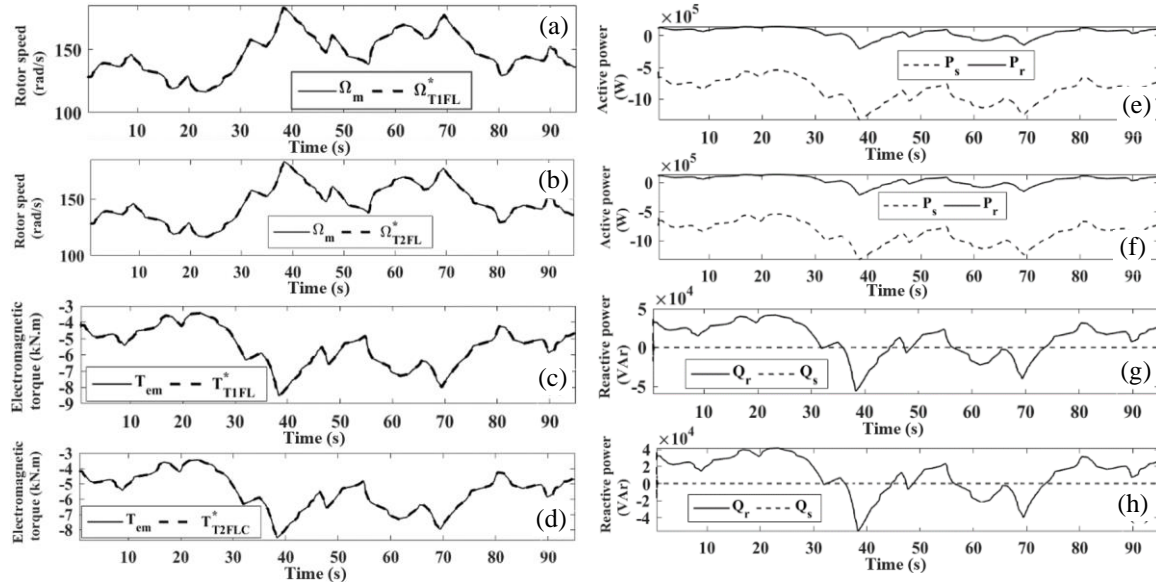 (a)
Rotor speed
(rad/s)
150
100
Ω_m Ω*_T1FL
10 20 30 40 50 60 70 80 90
Time (s)
(b)
Rotor speed
(rad/s)
150
100
Ω_m Ω*_T2FL
10 20 30 40 50 60 70 80 90
Time (s)
(c)
Electromagnetic
torque (kN.m)
-3
-4
-5
-6
-7
-8
-9
T_em T*_T1FL
10 20 30 40 50 60 70 80 90
Time (s)
(d)
Electromagnetic
torque (kN.m)
-3
-4
-5
-6
-7
-8
T_em T*_T2FLC
10 20 30 40 50 60 70 80 90
Time (s)
×10^5
(e)
Active power
(W)
0
-5
-10
P_s P_r
10 20 30 40 50 60 70 80 90
Time (s)
×10^5
(f)
Active power
(W)
0
-5
-10
P_s P_r
10 20 30 40 50 60 70 80 90
Time (s)
×10^4
(g)
Reactive power
(VAr)
5
0
-5
Q_r Q_s
10 20 30 40 50 60 70 80 90
Time (s)
×10^4
(h)
Reactive power
(VAr)
4
2
0
-2
-4
Q_r Q_s
10 20 30 40 50 60 70 80 90
Time (s)